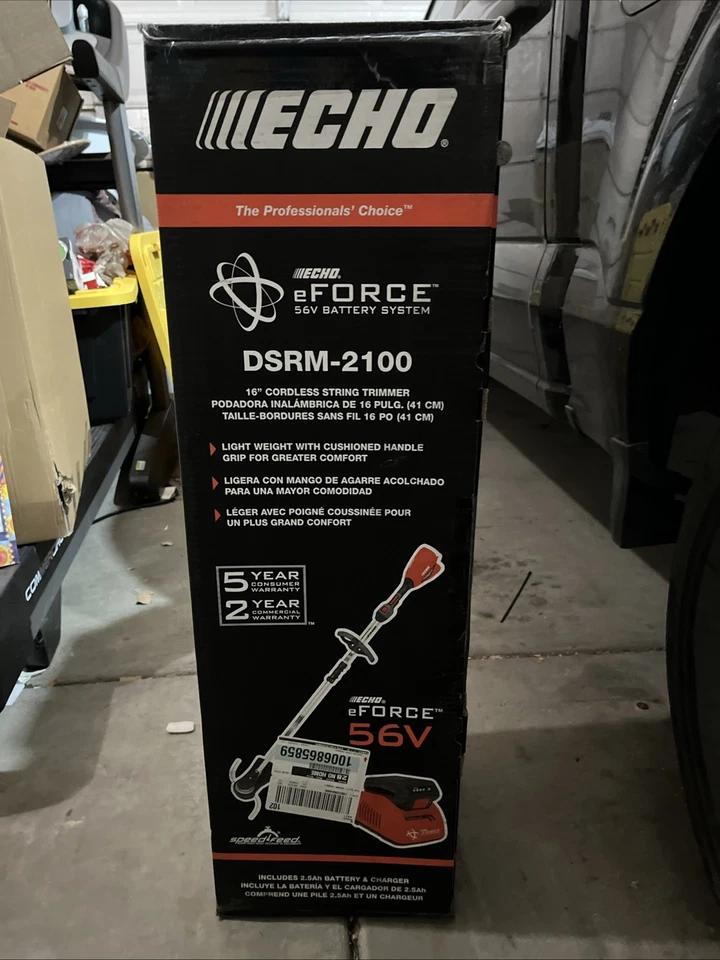 ECHO®
The Professionals' Choice™
ECHO.
eFORCE™
56V BATTERY SYSTEM
DSRM-2100
16" CORDLESS STRING TRIMMER
PODADORA INALÁMBRICA DE 16 PULG. (41 CM)
TAILLE-BORDURES SANS FIL 16 PO (41 CM)
LIGHT WEIGHT WITH CUSHIONED HANDLE
GRIP FOR GREATER COMFORT
LIGERA CON MANGO DE AGARRE ACOLCHADO
PARA UNA MAYOR COMODIDAD
LÉGER AVEC POIGNÉ COUSSINÉE POUR
UN PLUS GRAND CONFORT
5 YEAR
CONSUMER
WARRANTY
2 YEAR
COMMERCIAL
WARRANTY™
ECHO®
eFORCE™
56V
1006865859
102
speed feed
INCLUDES 2.5Ah BATTERY & CHARGER
INCLUYE LA BATERÍA Y EL CARGADOR DE 2.5Ah
COMPREND UNE PILE 2.5Ah ET UN CHARGEUR